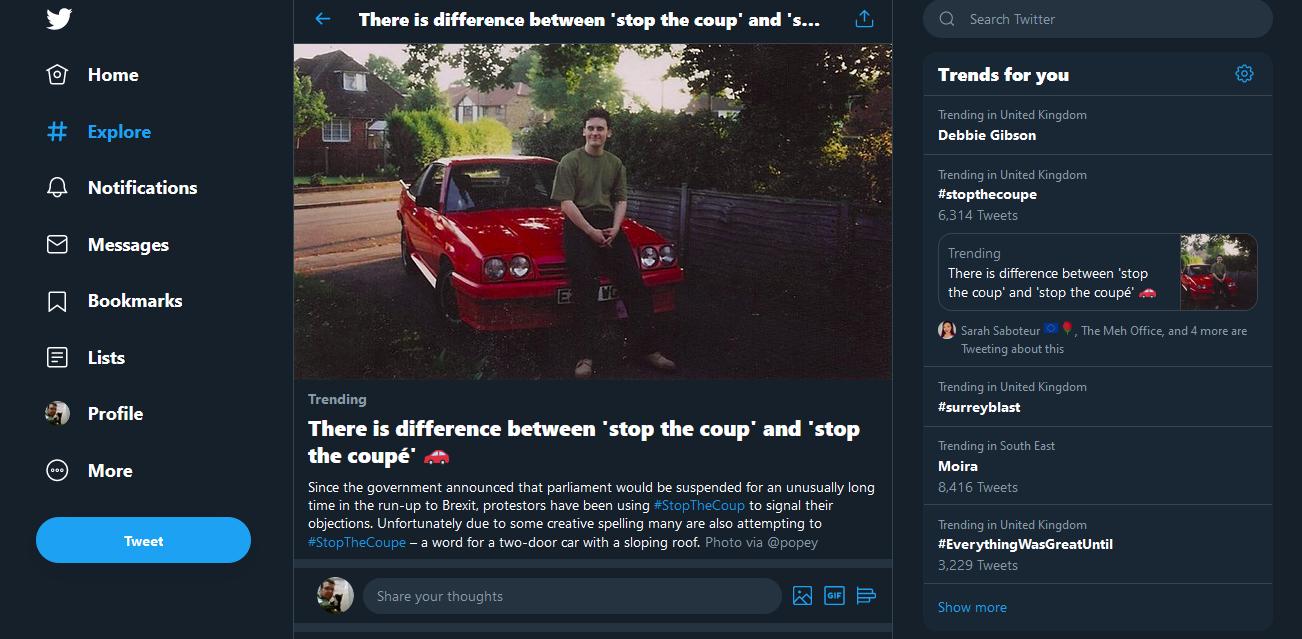 Home
Explore
Notifications
Messages
Bookmarks
Lists
Profile
More
Tweet
There is difference between 'stop the coup' and 's...
Trending
There is difference between 'stop the coup' and 'stop
the coupé' 🚗
Since the government announced that parliament would be suspended for an unusually long
time in the run-up to Brexit, protestors have been using #StopTheCoup to signal their
objections. Unfortunately due to some creative spelling many are also attempting to
#StopTheCoupe – a word for a two-door car with a sloping roof. Photo via @popey
Share your thoughts
GIF
Search Twitter
Trends for you
Trending in United Kingdom
Debbie Gibson
Trending in United Kingdom
#stopthecoupe
6,314 Tweets
Trending
There is difference between 'stop
the coup' and 'stop the coupé' 🚗
Sarah Saboteur 🇪🇺🌹, The Meh Office, and 4 more are
Tweeting about this
Trending in United Kingdom
#surreyblast
Trending in South East
Moira
8,416 Tweets
Trending in United Kingdom
#EverythingWasGreatUntil
3,229 Tweets
Show more